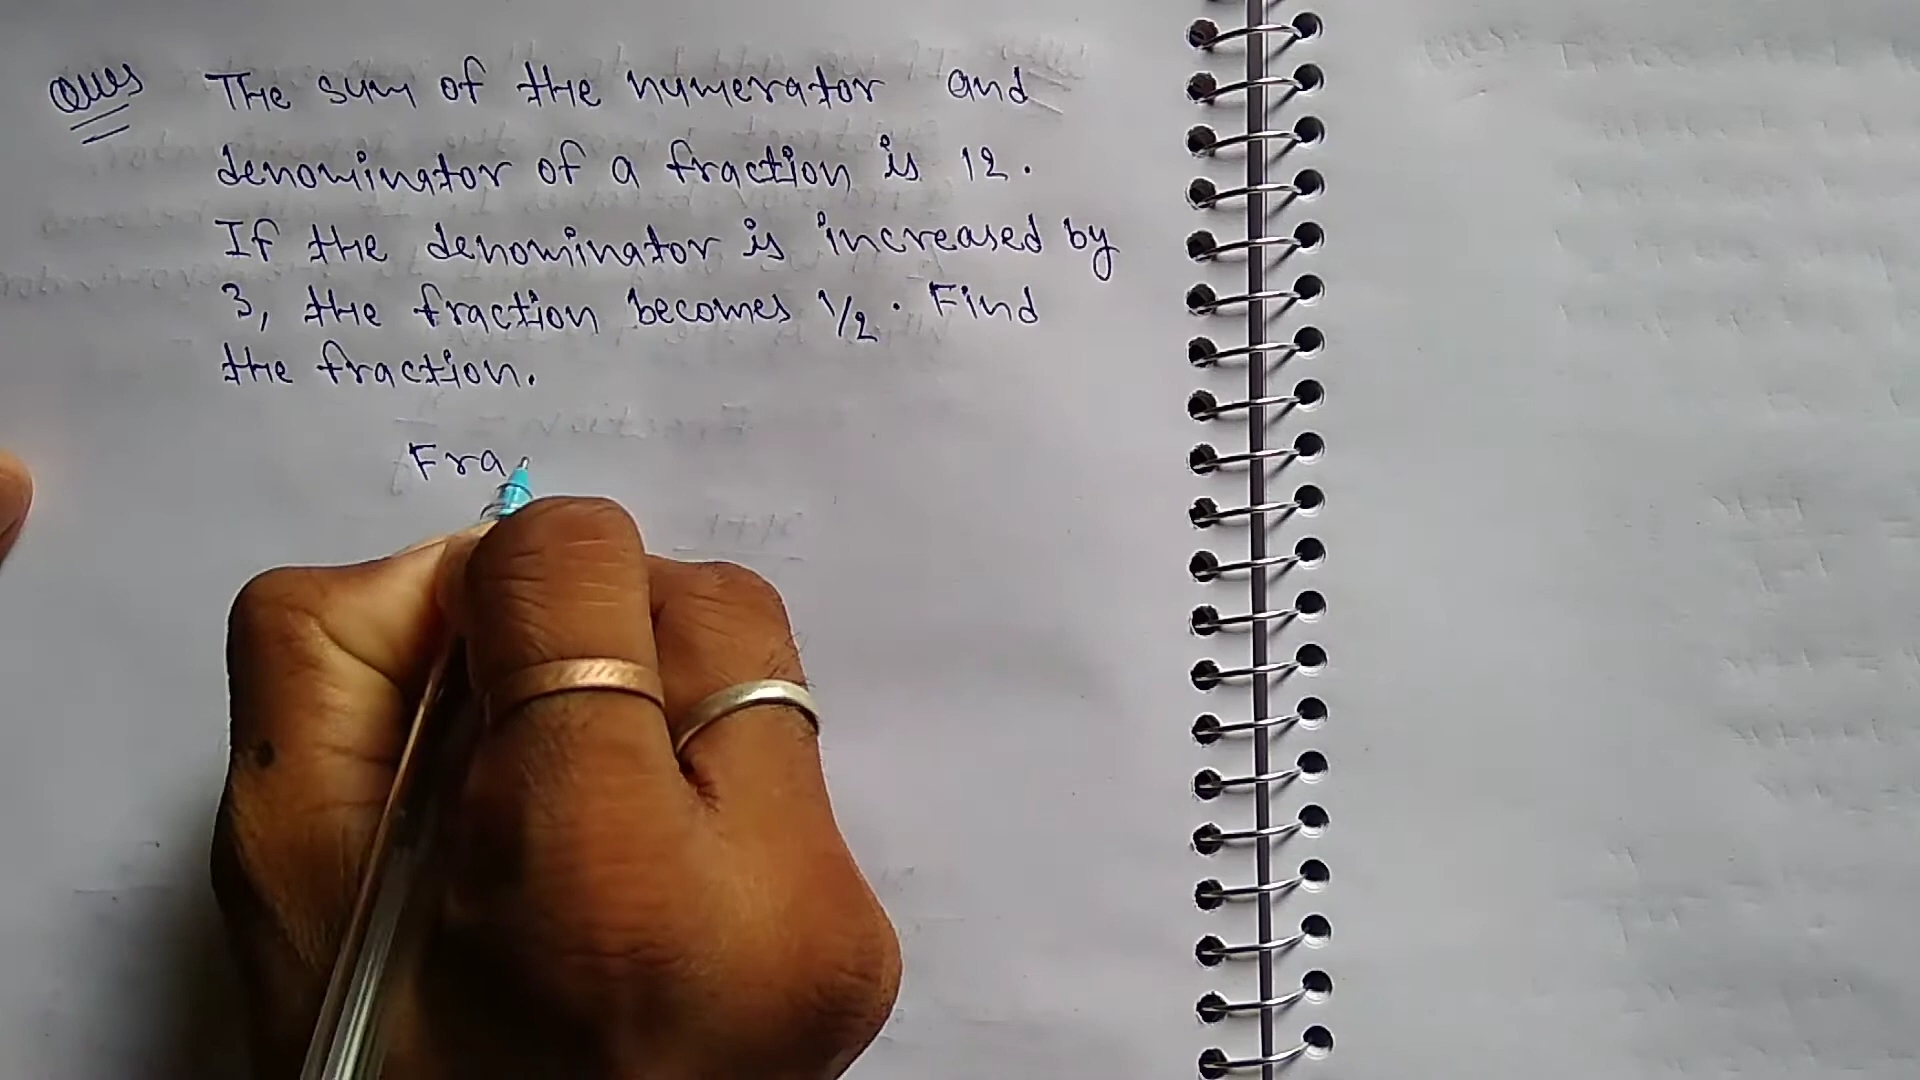 Ques The sum of the numerator and
denominator of a fraction is 12.
If the denominator is increased by
3, the fraction becomes 1/2. Find
the fraction.
Fra